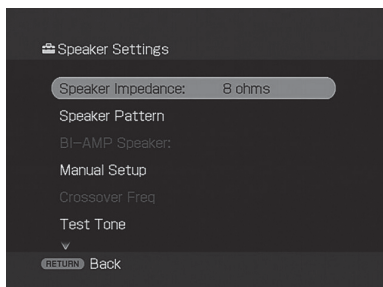 Speaker Settings
Speaker Impedance: 8 ohms
Speaker Pattern
BI-AMP Speaker:
Manual Setup
Crossover Freq
Test Tone
RETURN Back